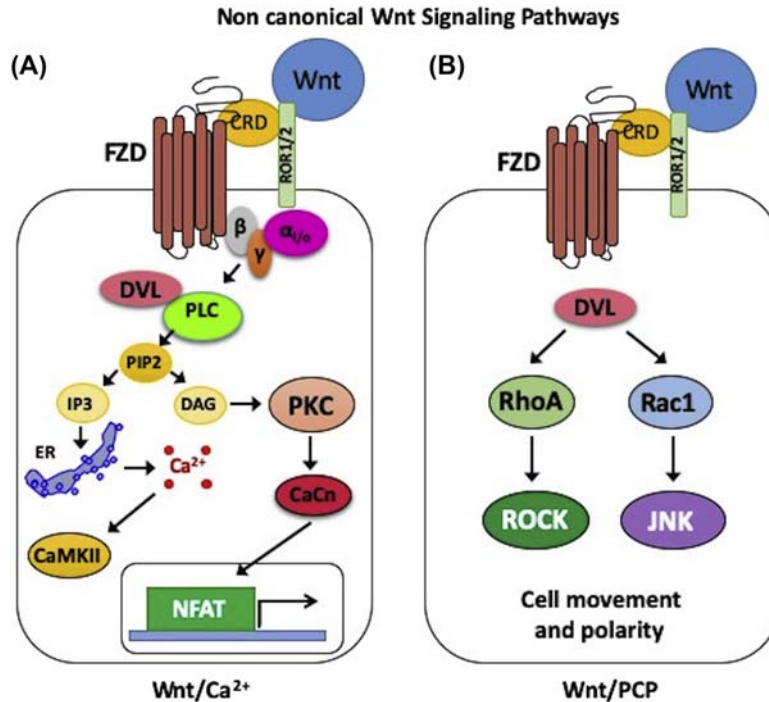 Non canonical Wnt Signaling Pathways
(A)
Wnt
CRD
FZD
ROR1/2
β
γ
αi/o
DVL
PLC
PIP2
IP3
DAG
PKC
ER
Ca²⁺
CaCn
CaMKII
NFAT
Wnt/Ca²⁺
(B)
Wnt
CRD
FZD
ROR1/2
DVL
RhoA
Rac1
ROCK
JNK
Cell movement
and polarity
Wnt/PCP